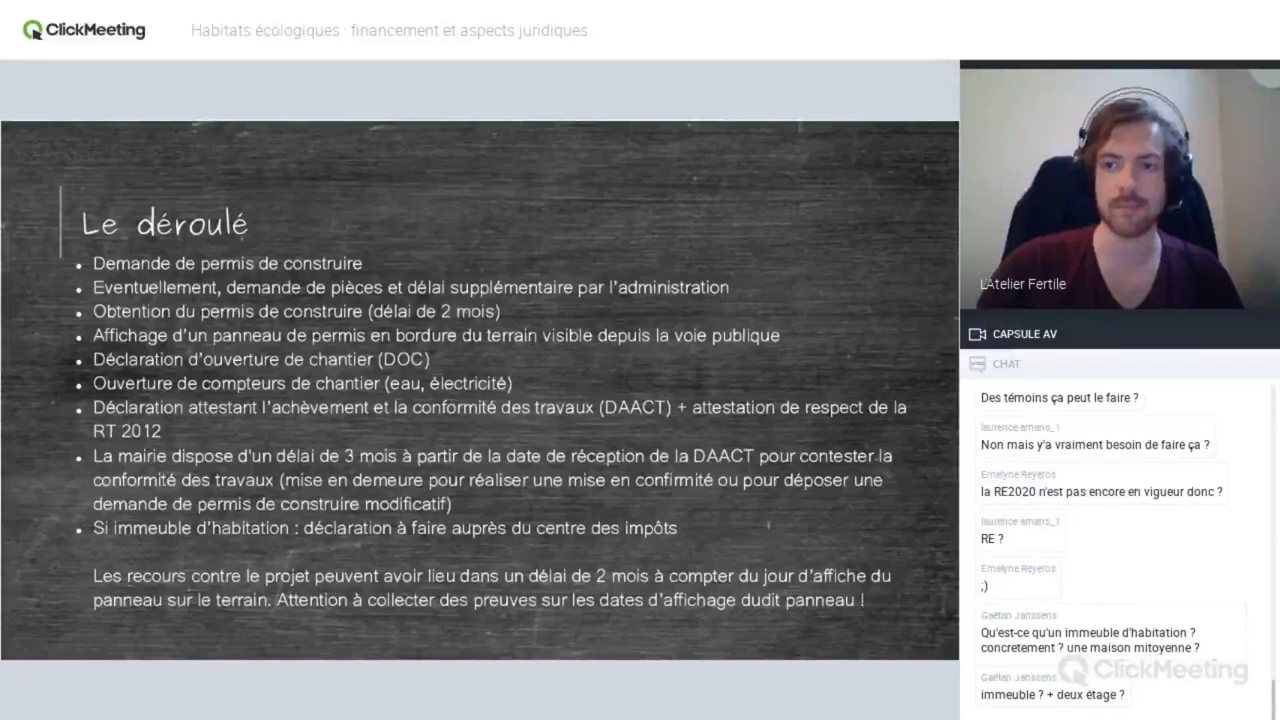 ClickMeeting
Habitats écologiques : financement et aspects juridiques
Le déroulé
• Demande de permis de construire
• Eventuellement, demande de pièces et délai supplémentaire par l'administration
• Obtention du permis de construire (délai de 2 mois)
• Affichage d'un panneau de permis en bordure du terrain visible depuis la voie publique
• Déclaration d'ouverture de chantier (DOC)
• Ouverture de compteurs de chantier (eau, électricité)
• Déclaration attestant l'achèvement et la conformité des travaux (DAACT) + attestation de respect de la
RT 2012
• La mairie dispose d'un délai de 3 mois à partir de la date de réception de la DAACT pour contester la
conformité des travaux (mise en demeure pour réaliser une mise en confirmité ou pour déposer une
demande de permis de construire modificatif)
• Si immeuble d'habitation : déclaration à faire auprès du centre des impôts
Les recours contre le projet peuvent avoir lieu dans un délai de 2 mois à compter du jour d'affiche du
panneau sur le terrain. Attention à collecter des preuves sur les dates d'affichage dudit panneau !
L'Atelier Fertile
CAPSULE AV
CHAT
Des témoins ça peut le faire ?
laurence amans_1
Non mais y'a vraiment besoin de faire ça ?
Emelyne Reyeros
la RE2020 n'est pas encore en vigueur donc ?
laurence amans_1
RE ?
Emelyne Reyeros
;)
Gaëtan Janssens
Qu'est-ce qu'un immeuble d'habitation ?
concretement ? une maison mitoyenne ?
Gaëtan Janssens
immeuble ? + deux étage ?
ClickMeeting